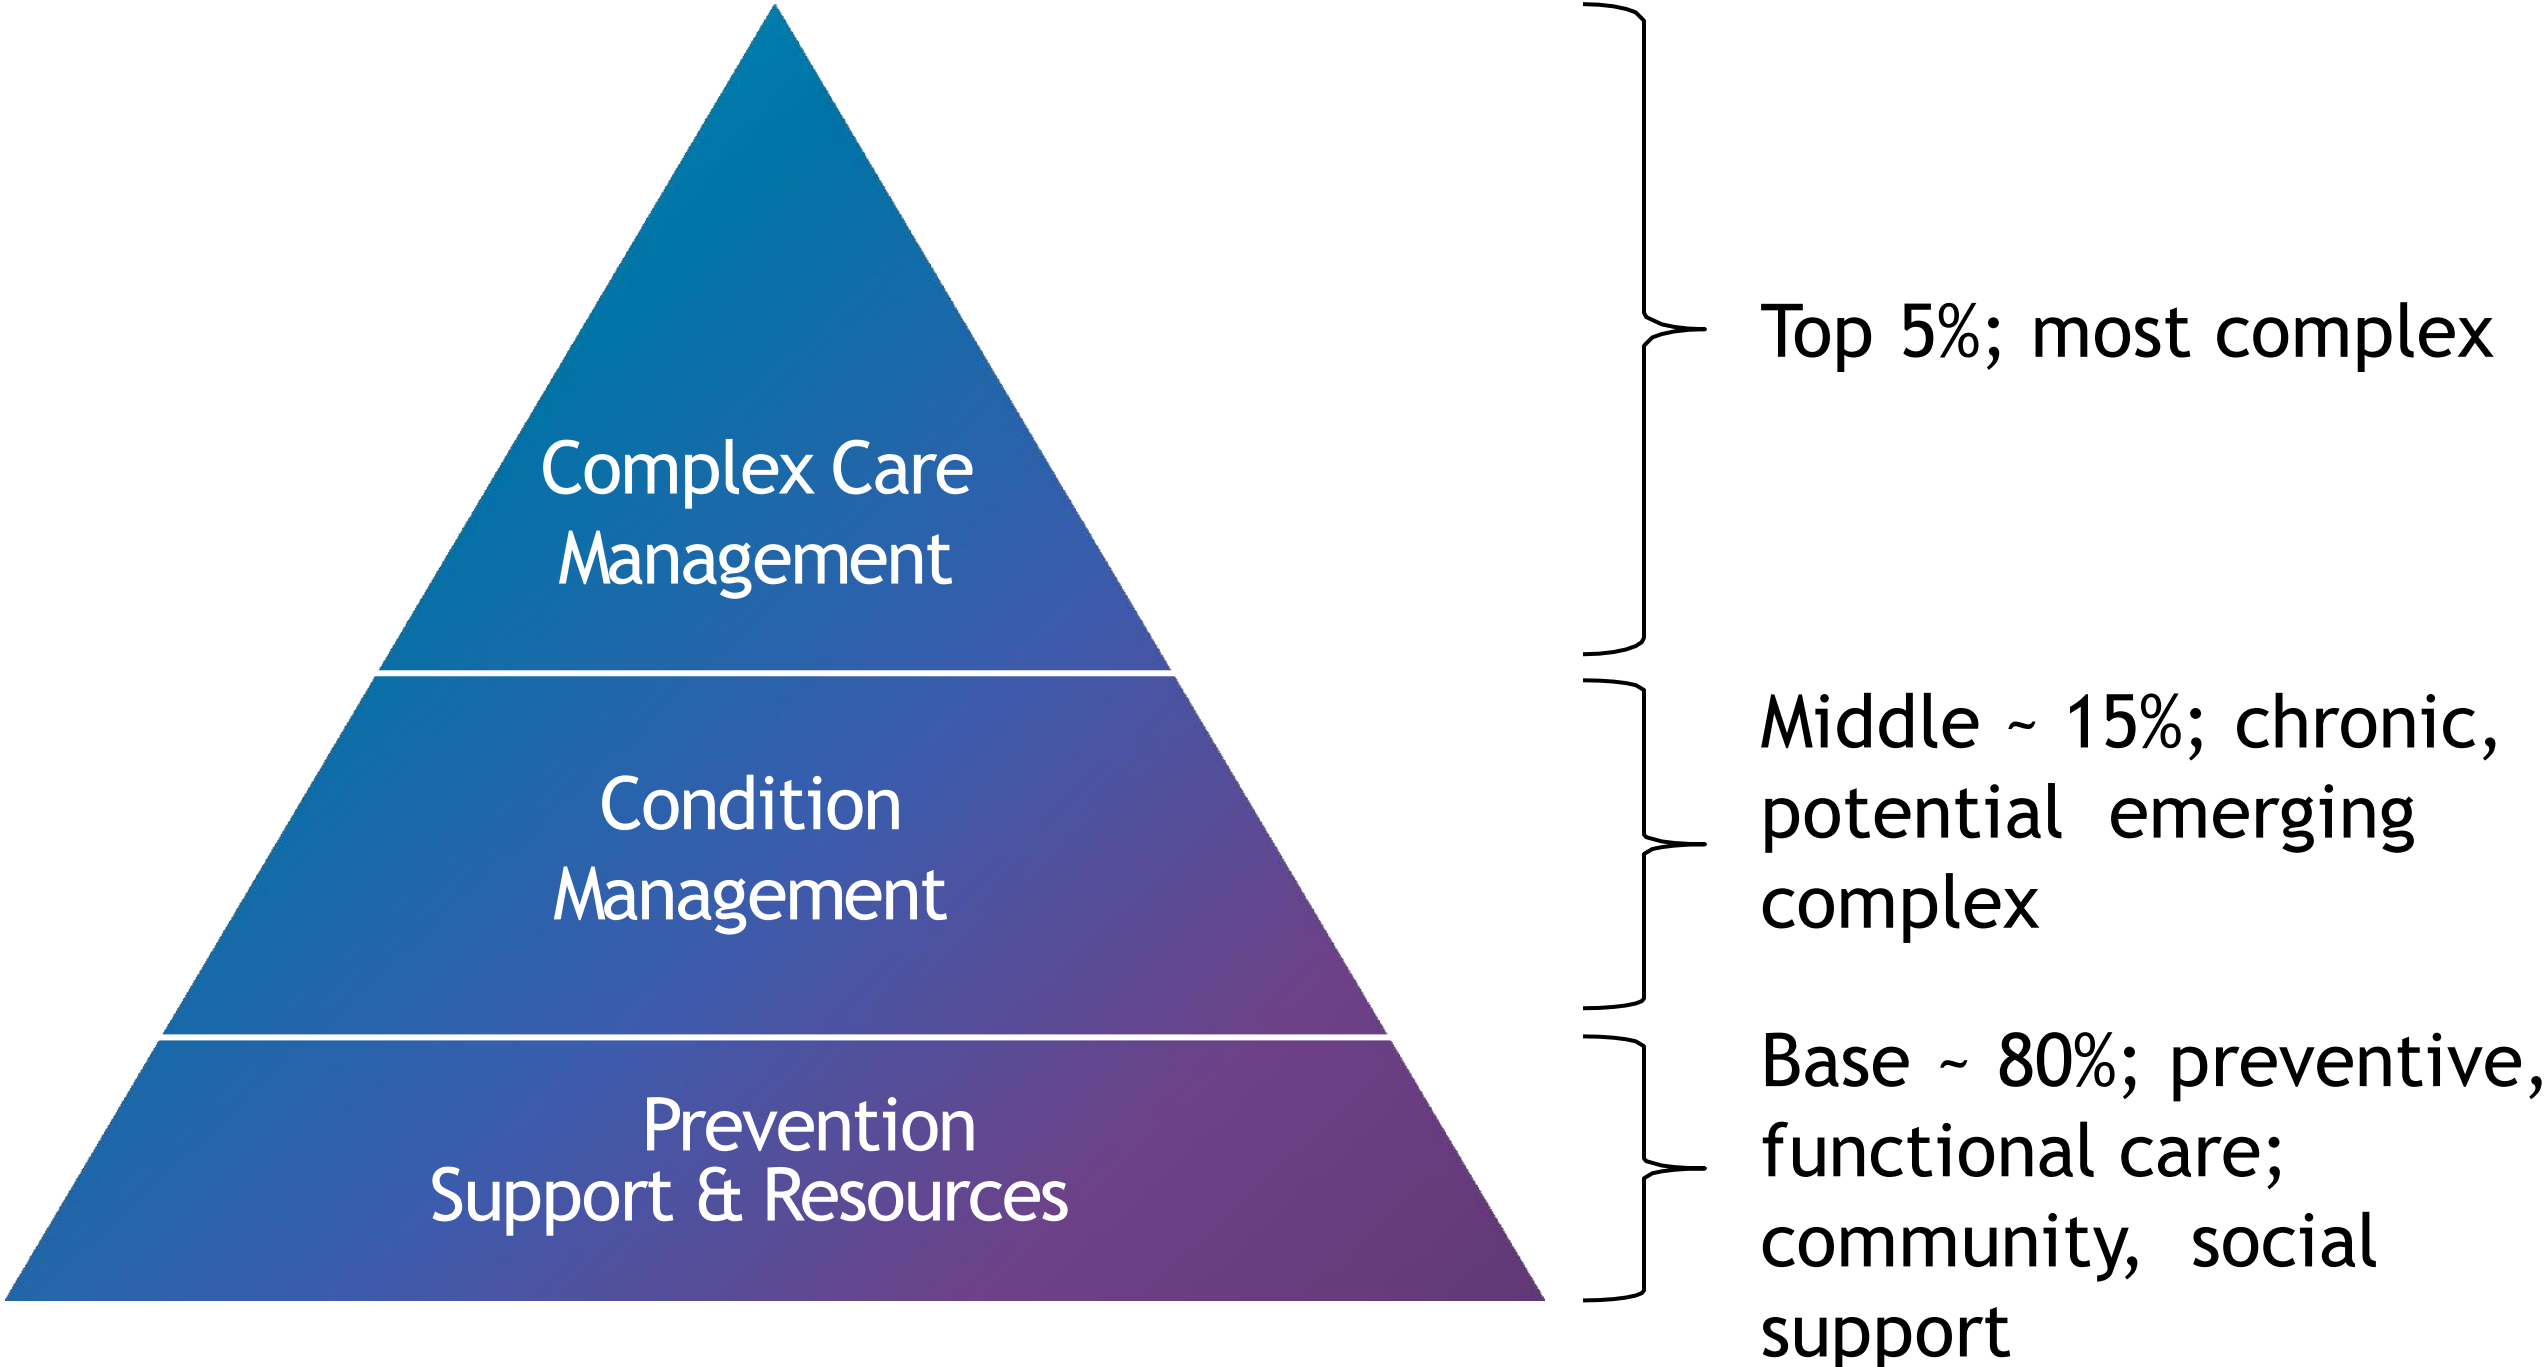 Complex Care
Management
Top 5%; most complex
Condition
Management
Middle ~ 15%; chronic,
potential emerging
complex
Prevention
Support & Resources
Base ~ 80%; preventive,
functional care;
community, social
support